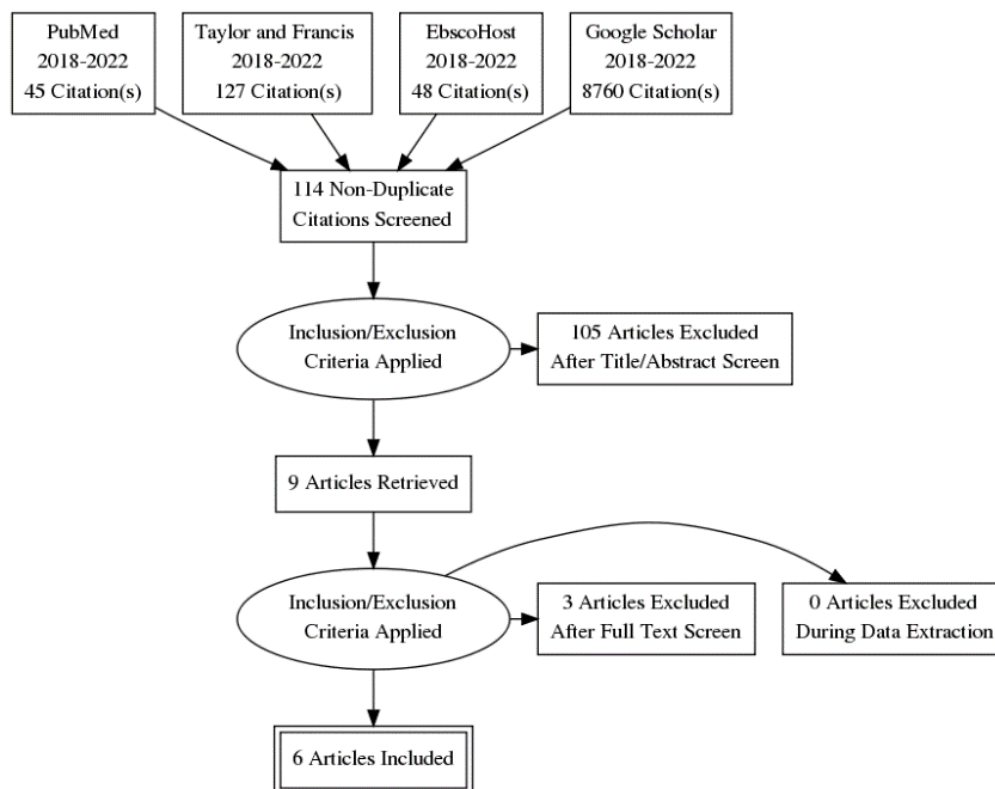 PubMed
2018-2022
45 Citation(s)
Taylor and Francis
2018-2022
127 Citation(s)
EbscoHost
2018-2022
48 Citation(s)
Google Scholar
2018-2022
8760 Citation(s)
114 Non-Duplicate
Citations Screened
Inclusion/Exclusion
Criteria Applied
105 Articles Excluded
After Title/Abstract Screen
9 Articles Retrieved
Inclusion/Exclusion
Criteria Applied
3 Articles Excluded
After Full Text Screen
0 Articles Excluded
During Data Extraction
6 Articles Included